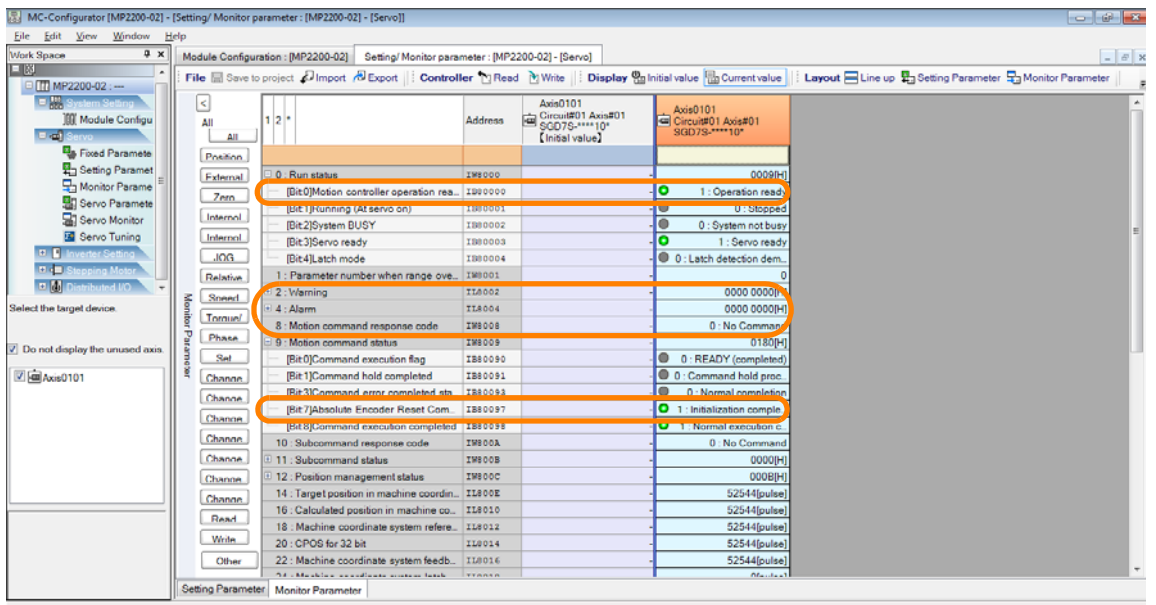 MC-Configurator [MP2200-02] - [Setting/ Monitor parameter : [MP2200-02] - [Servo]]
File Edit View Window Help
Work Space
Module Configuration : [MP2200-02] Setting/ Monitor parameter : [MP2200-02] - [Servo]
File Save to project Import Export Controller Read Write Display Initial value Current value Layout Line up Setting Parameter Monitor Parameter
MP2200-02 : ---
System Setting
Module Configu
Servo
Fixed Paramete
Setting Paramet
Monitor Parame
Servo Paramete
Servo Monitor
Servo Tuning
Inverter Setting
Stepping Motor
Distributed I/O
Select the target device.
Do not display the unused axis.
Axis0101
Monitor Parameter
<
All
All
Position
External
Zero
Internol
Internol
JOG
Relative
Speed
Torque/
Phase
Set
Change
Change
Change
Change
Change
Change
Change
Read
Write
Other
1 2 * Address Axis0101 Circuit#01 Axis#01 SGD7S-****10* 【Initial value】 Axis0101 Circuit#01 Axis#01 SGD7S-****10*
0 : Run status IW8000 0009[H]
[Bit:0]Motion controller operation rea... IB80000 - 1 : Operation ready
[Bit:1]Running (At servo on) IB80001 - 0 : Stopped
[Bit:2]System BUSY IB80002 - 0 : System not busy
[Bit:3]Servo ready IB80003 - 1 : Servo ready
[Bit:4]Latch mode IB80004 - 0 : Latch detection dem...
1 : Parameter number when range ove... IW8001 - 0
2 : Warning IL8002 - 0000 0000[H]
4 : Alarm IL8004 - 0000 0000[H]
8 : Motion command response code IW8008 - 0 : No Command
9 : Motion command status IW8009 - 0180[H]
[Bit:0]Command execution flag IB80090 - 0 : READY (completed)
[Bit:1]Command hold completed IB80091 - 0 : Command hold proc...
[Bit:3]Command error completed sta... IB80093 - 0 : Normal completion
[Bit:7]Absolute Encoder Reset Com... IB80097 - 1 : Initialization comple...
[Bit:8]Command execution completed IB80098 - 1 : Normal execution c...
10 : Subcommand response code IW800A - 0 : No Command
11 : Subcommand status IW800B - 0000[H]
12 : Position management status IW800C - 000B[H]
14 : Target position in machine coordin... IL800E - 52544[pulse]
16 : Calculated position in machine co... IL8010 - 52544[pulse]
18 : Machine coordinate system refere... IL8012 - 52544[pulse]
20 : CPOS for 32 bit IL8014 - 52544[pulse]
22 : Machine coordinate system feedb... IL8016 - 52544[pulse]
Setting Parameter Monitor Parameter